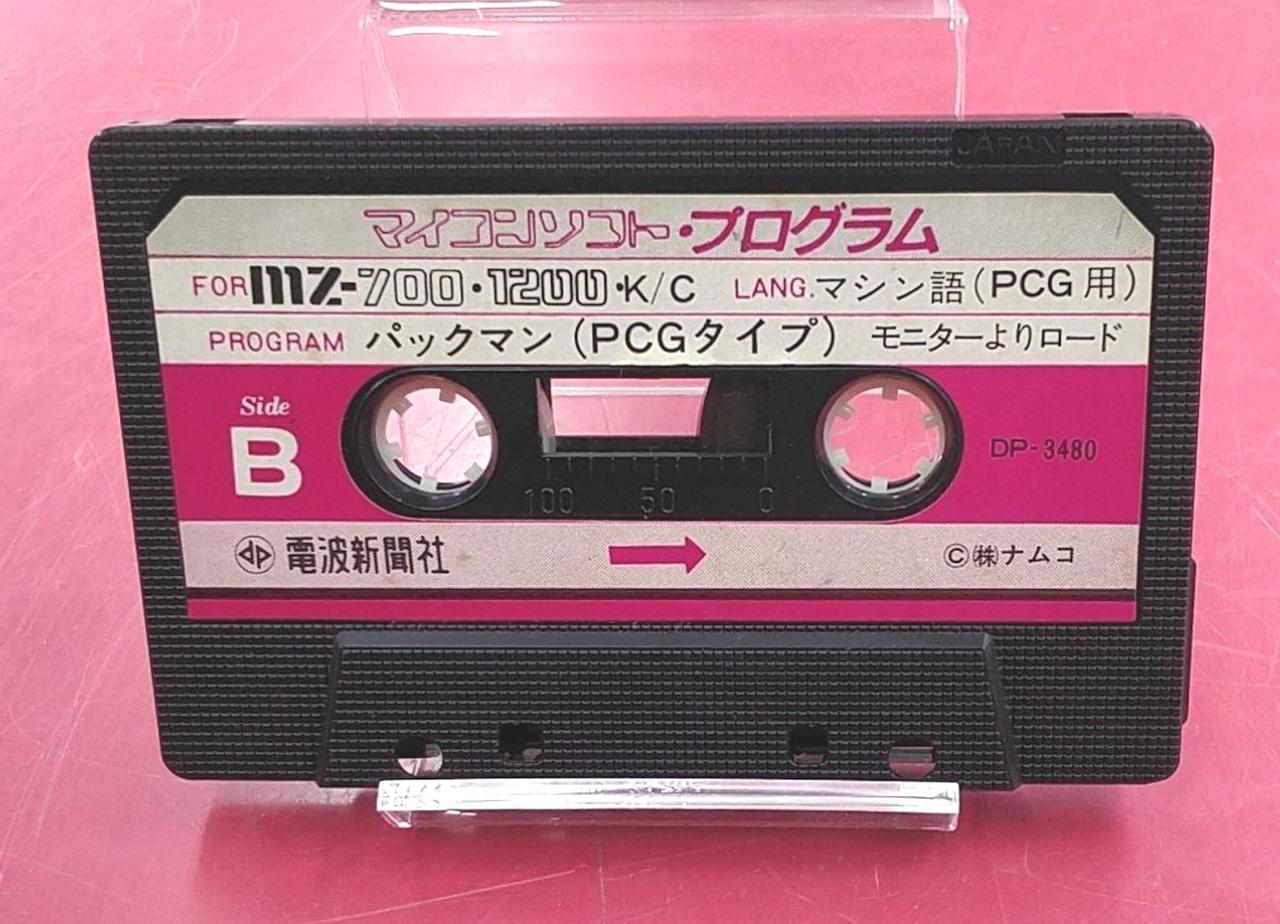 JAPAN
マイコンソフト・プログラム
FOR MZ-700・1200・K/C LANG.マシン語(PCG用)
PROGRAM パックマン(PCGタイプ) モニターよりロード
Side
B
DP-3480
100 50 0
dp 電波新聞社 ©㈱ナムコ